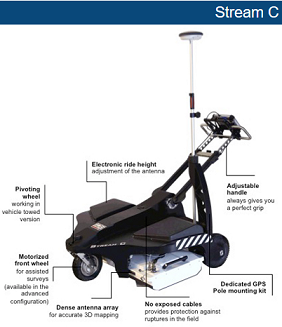 Stream C
Electronic ride height
adjustment of the antenna
Pivoting
wheel
working in
vehicle towed
version
Adjustable
handle
always gives you
a perfect grip
Motorized
front wheel
for assisted
surveys
(available in the
advanced
configuration)
Dense antenna array
for accurate 3D mapping
No exposed cables
provides protection against
ruptures in the field
Dedicated GPS
Pole mounting kit
Stream-C